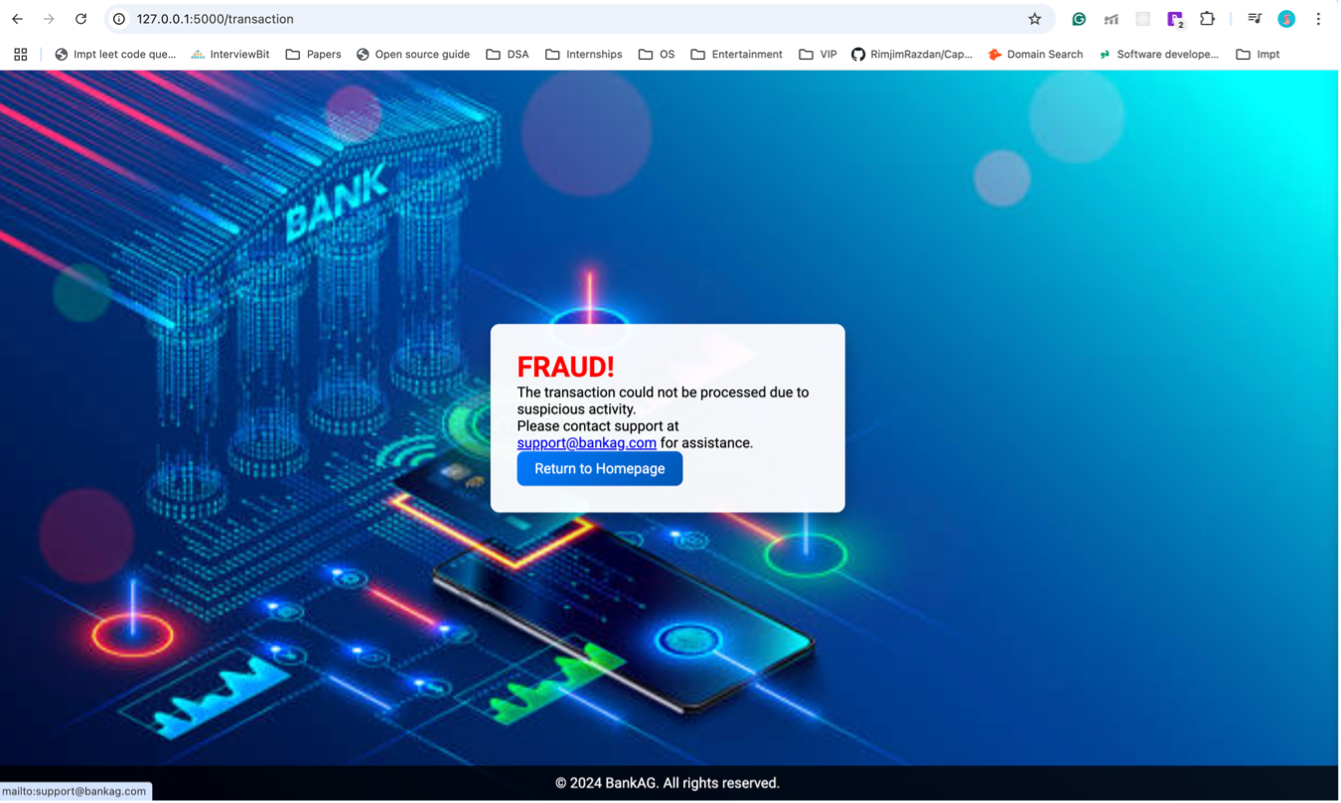 127.0.0.1:5000/transaction
2
Impt leet code que...
InterviewBit
Papers
Open source guide
DSA
Internships
OS
Entertainment
VIP
RimjimRazdan/Cap...
Domain Search
Software develope...
Impt
BANK
FRAUD!
The transaction could not be processed due to
suspicious activity.
Please contact support at
support@bankag.com for assistance.
Return to Homepage
© 2024 BankAG. All rights reserved.
mailto:support@bankag.com